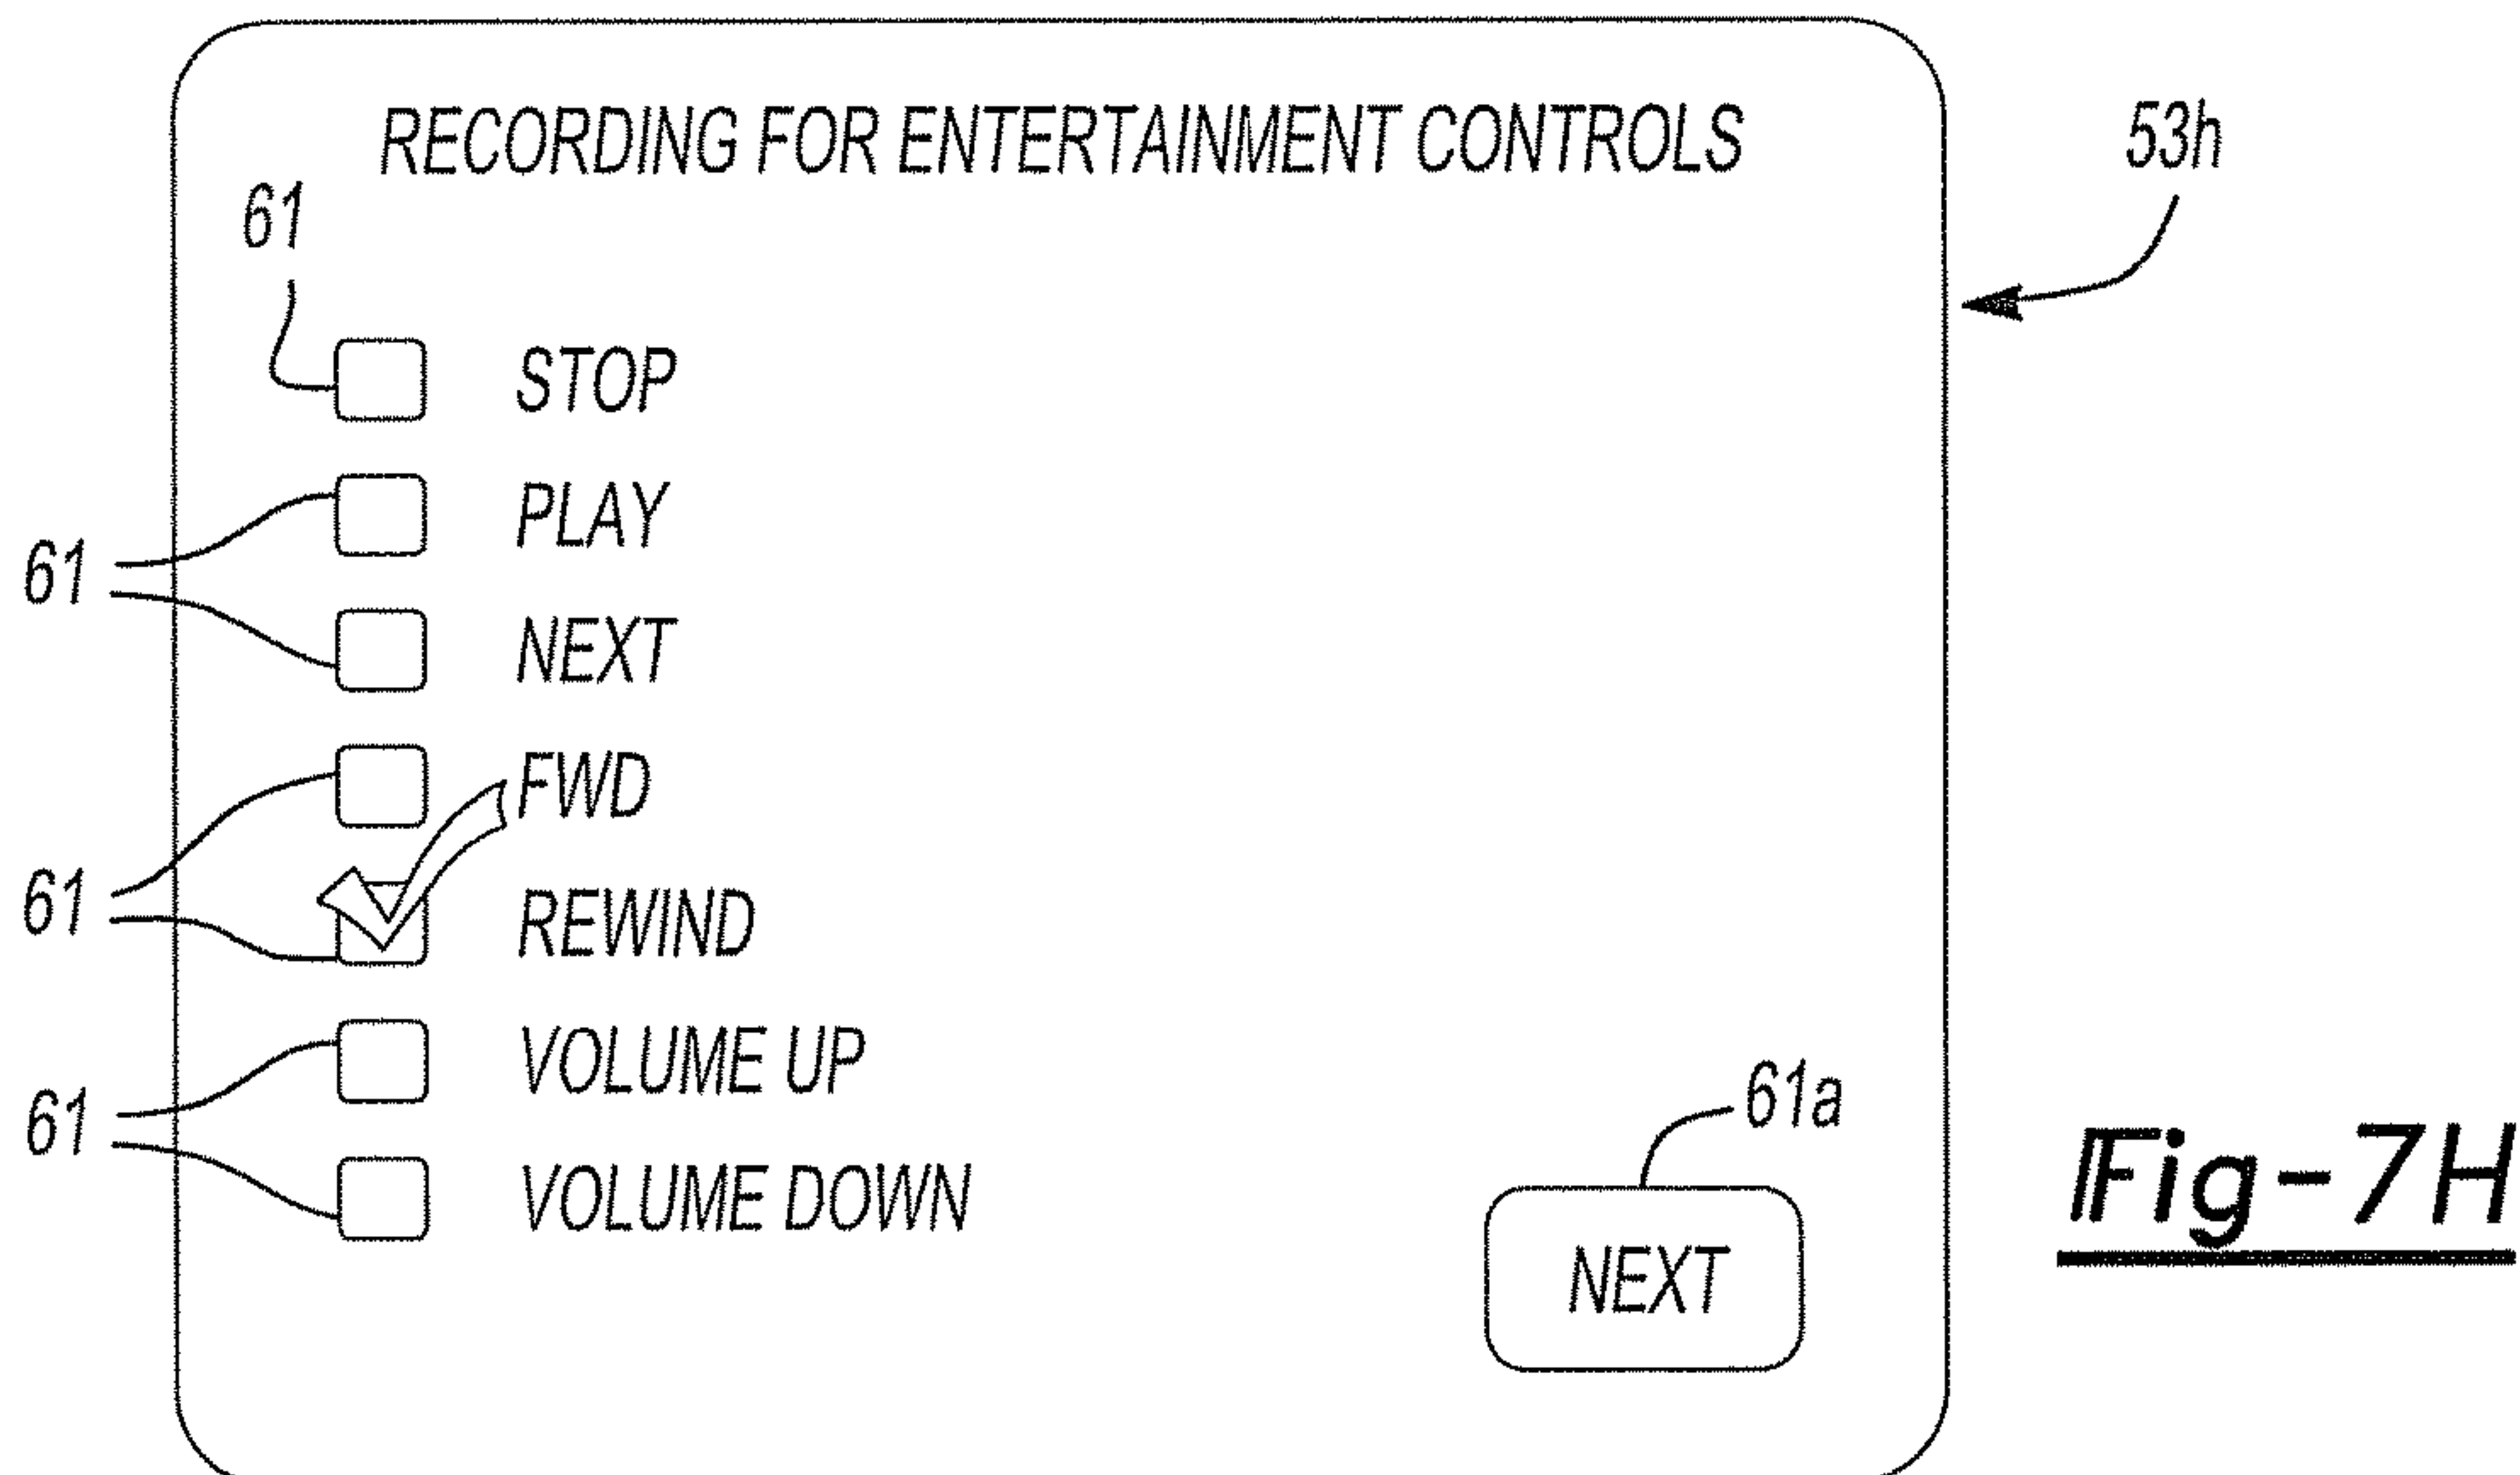 RECORDING FOR ENTERTAINMENT CONTROLS
53h
61
STOP
PLAY
61
NEXT
FWD
61
REWIND
VOLUME UP
61
61a
VOLUME DOWN
NEXT
Fig-7H